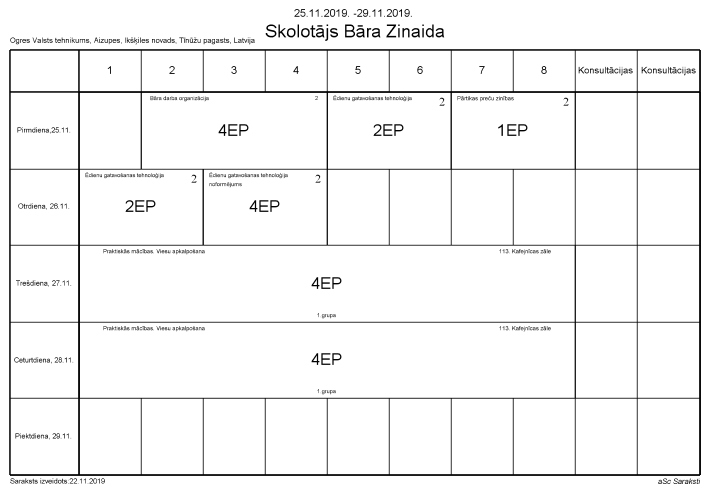 25.11.2019. -29.11.2019.
Ogres Valsts tehnikums, Aizupes, Ikšķiles novads, Tīnūžu pagasts, Latvija
Skolotājs Bāra Zinaida
1 2 3 4 5 6 7 8 Konsultācijas Konsultācijas
Pirmdiena,25.11.
Bāra darba organizācija 2
4EP
Ēdienu gatavošanas tehnoloģija 2
2EP
Pārtikas preču zinības 2
1EP
Otrdiena, 26.11.
Ēdienu gatavošanas tehnoloģija 2
2EP
Ēdienu gatavošanas tehnoloģija 2
noformējums
4EP
Trešdiena, 27.11.
Praktiskās mācības. Viesu apkalpošana 113. Kafejnīcas zāle
4EP
1.grupa
Ceturtdiena, 28.11.
Praktiskās mācības. Viesu apkalpošana 113. Kafejnīcas zāle
4EP
1.grupa
Piektdiena, 29.11.
Saraksts izveidots:22.11.2019 aSc Saraksti